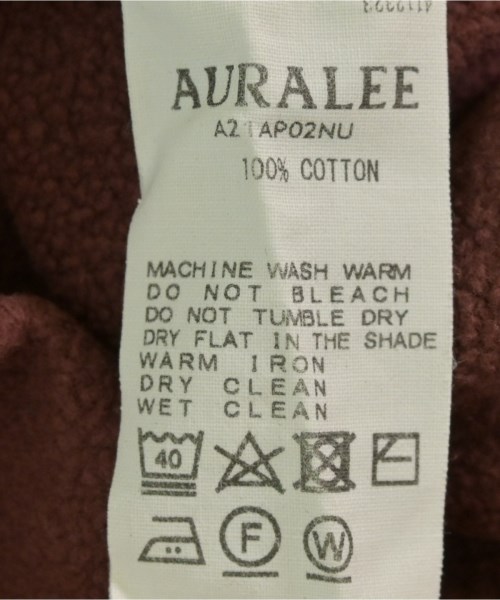 AURALEE
A21AP02NU
100% COTTON
MACHINE WASH WARM
DO NOT BLEACH
DO NOT TUMBLE DRY
DRY FLAT IN THE SHADE
WARM IRON
DRY CLEAN
WET CLEAN
40
F
W